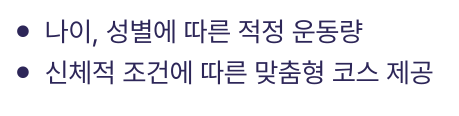 • 나이, 성별에 따른 적정 운동량
• 신체적 조건에 따른 맞춤형 코스 제공